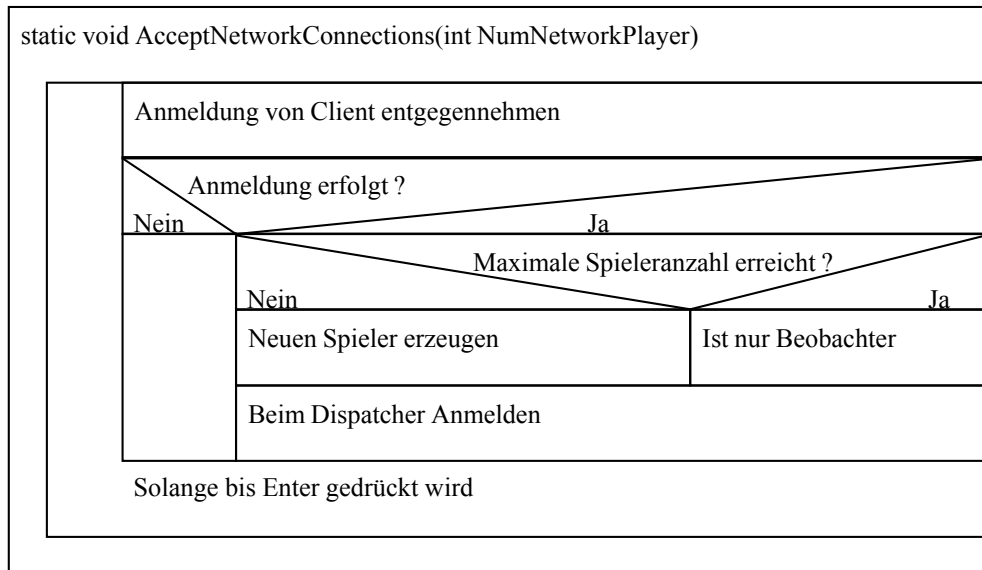 static void AcceptNetworkConnections(int NumNetworkPlayer)
Anmeldung von Client entgegennehmen
Anmeldung erfolgt ?
Nein
Ja
Maximale Spieleranzahl erreicht ?
Nein
Ja
Neuen Spieler erzeugen
Ist nur Beobachter
Beim Dispatcher Anmelden
Solange bis Enter gedrückt wird